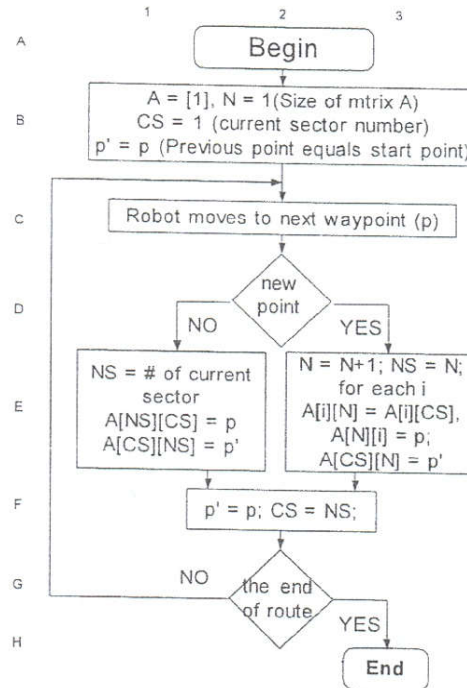 1 2 3
A
Begin
B
A = [1], N = 1(Size of mtrix A)
CS = 1 (current sector number)
p' = p (Previous point equals start point)
C
Robot moves to next waypoint (p)
D
new
point
NO
YES
E
NS = # of current
sector
A[NS][CS] = p
A[CS][NS] = p'
N = N+1; NS = N;
for each i
A[i][N] = A[i][CS],
A[N][i] = p;
A[CS][N] = p'
F
p' = p; CS = NS;
G
NO
the end
of route
YES
H
End